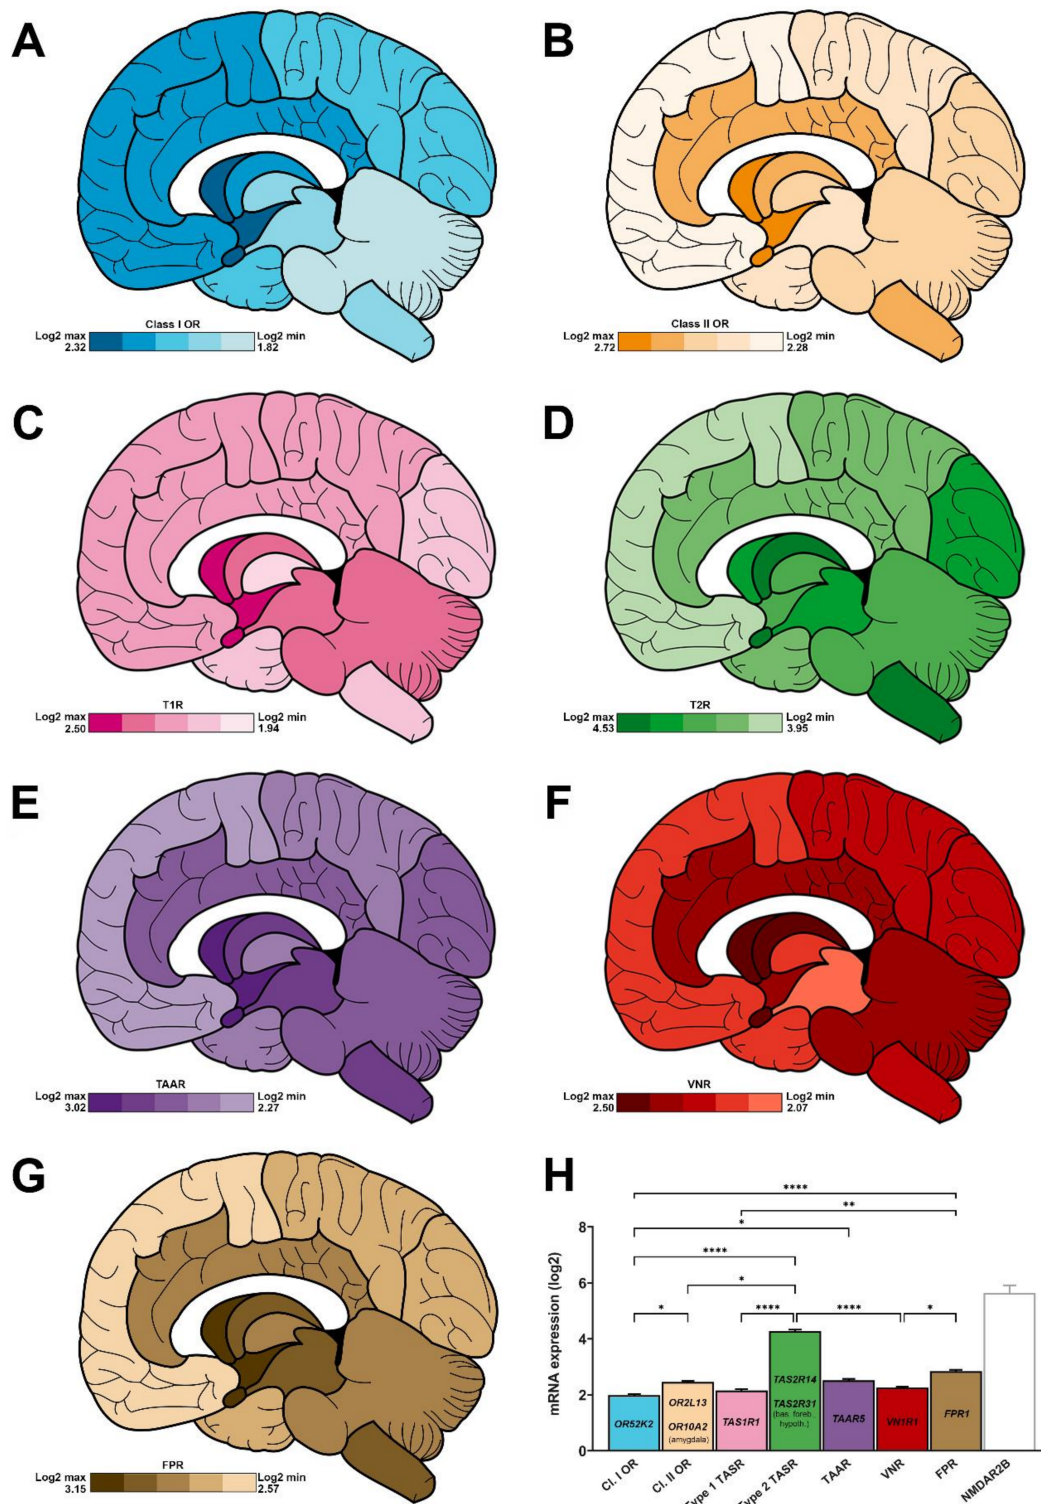 A
B
Class I OR
Log2 max
Log2 min
2.32
1.82
Class II OR
Log2 max
Log2 min
2.72
2.28
C
D
T1R
Log2 max
Log2 min
2.50
1.94
T2R
Log2 max
Log2 min
4.53
3.95
E
F
TAAR
Log2 max
Log2 min
3.02
2.27
VNR
Log2 max
Log2 min
2.50
2.07
G
FPR
Log2 max
Log2 min
3.15
2.57
H
****
**
*
****
*
*
****
****
*
mRNA expression (log2)
8
6
4
2
0
OR52K2
OR2L13
OR10A2
(amygdala)
TAS1R1
TAS2R14
TAS2R31
(bas. foreb.,
hypoth.)
TAAR5
VN1R1
FPR1
Cl. I OR
Cl. II OR
Type 1 TASR
Type 2 TASR
TAAR
VNR
FPR
NMDAR2B